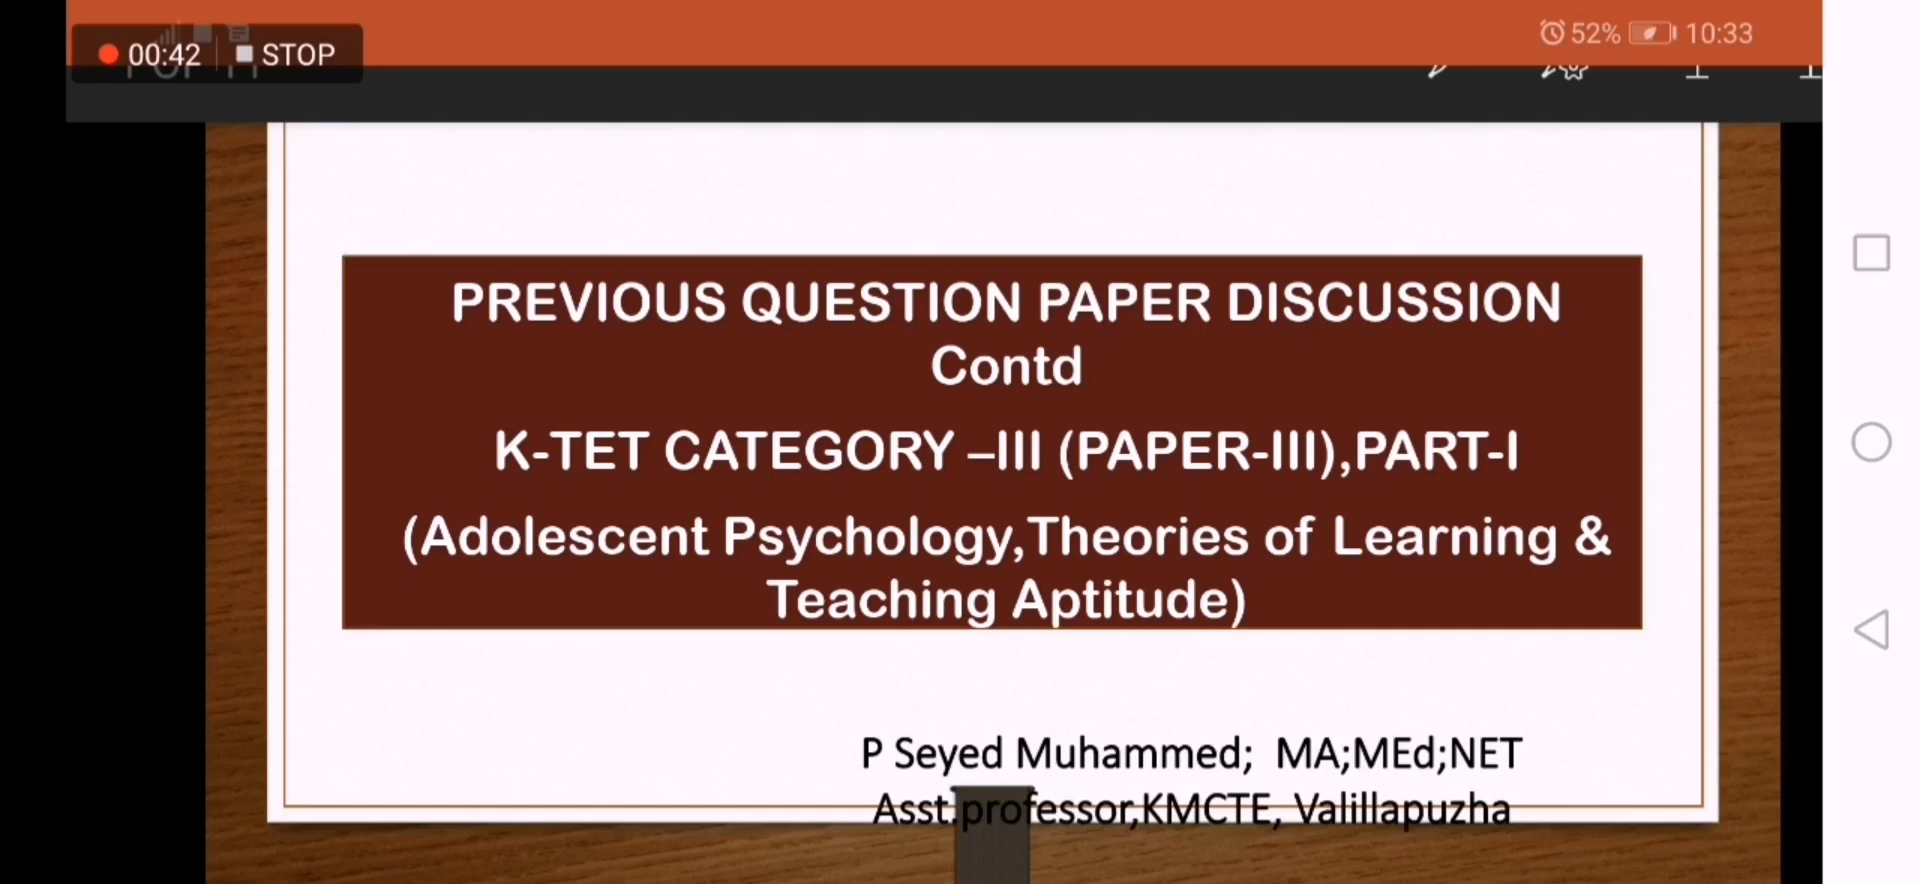 00:42 STOP
52% 10:33
PREVIOUS QUESTION PAPER DISCUSSION
Contd
K-TET CATEGORY –III (PAPER-III),PART-I
(Adolescent Psychology,Theories of Learning &
Teaching Aptitude)
P Seyed Muhammed;  MA;MEd;NET
Asst.professor,KMCTE, Valillapuzha